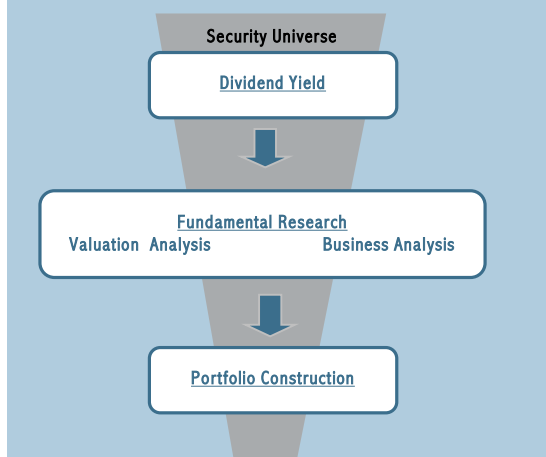 Security Universe
Dividend Yield
Fundamental Research
Valuation Analysis Business Analysis
Portfolio Construction